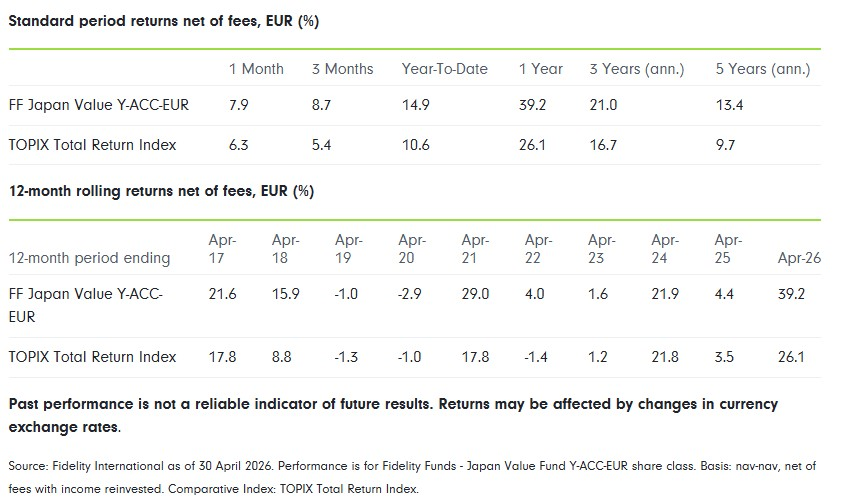 Standard period returns net of fees, EUR (%)
1 Month 3 Months Year-To-Date 1 Year 3 Years (ann.) 5 Years (ann.)
FF Japan Value Y-ACC-EUR 7.9 8.7 14.9 39.2 21.0 13.4
TOPIX Total Return Index 6.3 5.4 10.6 26.1 16.7 9.7
12-month rolling returns net of fees, EUR (%)
Apr- Apr- Apr- Apr- Apr- Apr- Apr- Apr- Apr-
12-month period ending 17 18 19 20 21 22 23 24 25 Apr-26
FF Japan Value Y-ACC- 21.6 15.9 -1.0 -2.9 29.0 4.0 1.6 21.9 4.4 39.2
EUR
TOPIX Total Return Index 17.8 8.8 -1.3 -1.0 17.8 -1.4 1.2 21.8 3.5 26.1
Past performance is not a reliable indicator of future results. Returns may be affected by changes in currency
exchange rates.
Source: Fidelity International as of 30 April 2026. Performance is for Fidelity Funds - Japan Value Fund Y-ACC-EUR share class. Basis: nav-nav, net of
fees with income reinvested. Comparative Index: TOPIX Total Return Index.